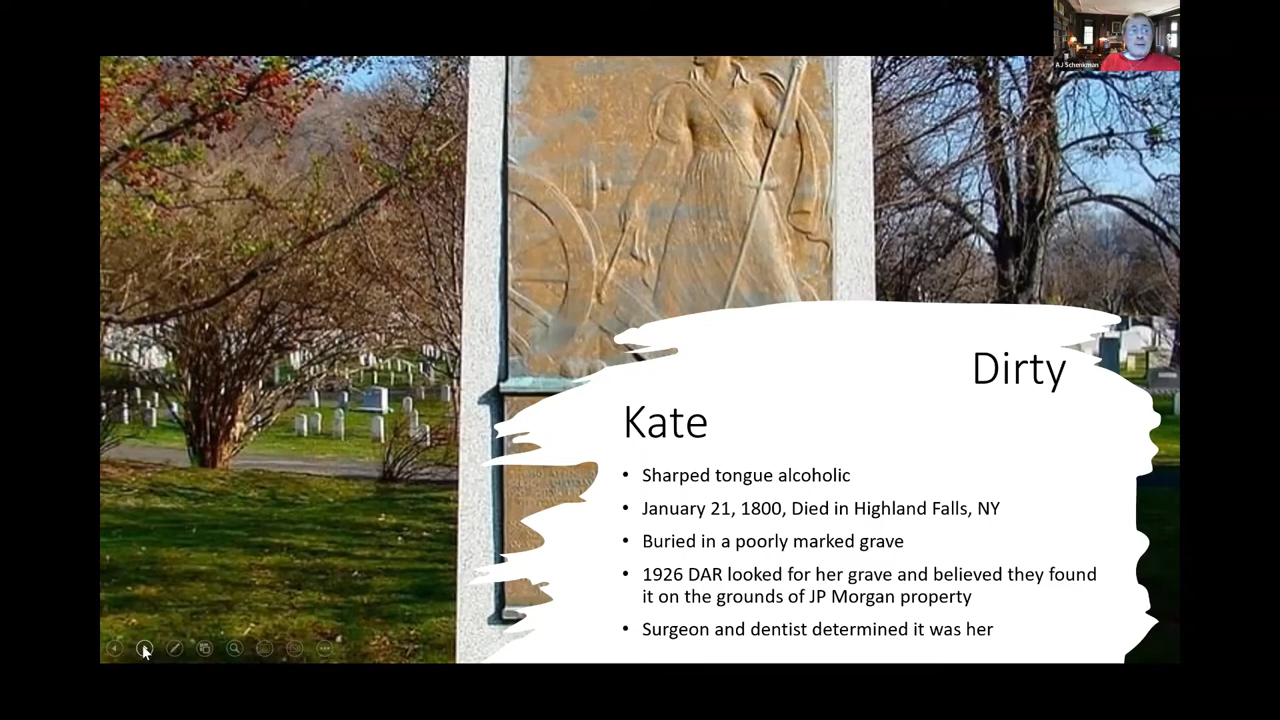 AJ Schenkman
Dirty
Kate
• Sharped tongue alcoholic
• January 21, 1800, Died in Highland Falls, NY
• Buried in a poorly marked grave
• 1926 DAR looked for her grave and believed they found
it on the grounds of JP Morgan property
• Surgeon and dentist determined it was her